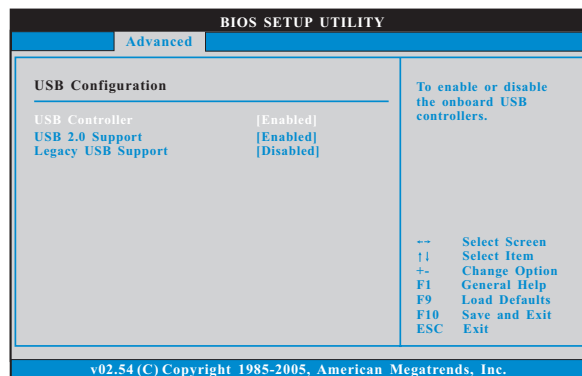 BIOS SETUP UTILITY
Advanced
USB Configuration
USB Controller [Enabled]
USB 2.0 Support [Enabled]
Legacy USB Support [Disabled]
To enable or disable
the onboard USB
controllers.
←→ Select Screen
↑↓ Select Item
+- Change Option
F1 General Help
F9 Load Defaults
F10 Save and Exit
ESC Exit
v02.54 (C) Copyright 1985-2005, American Megatrends, Inc.